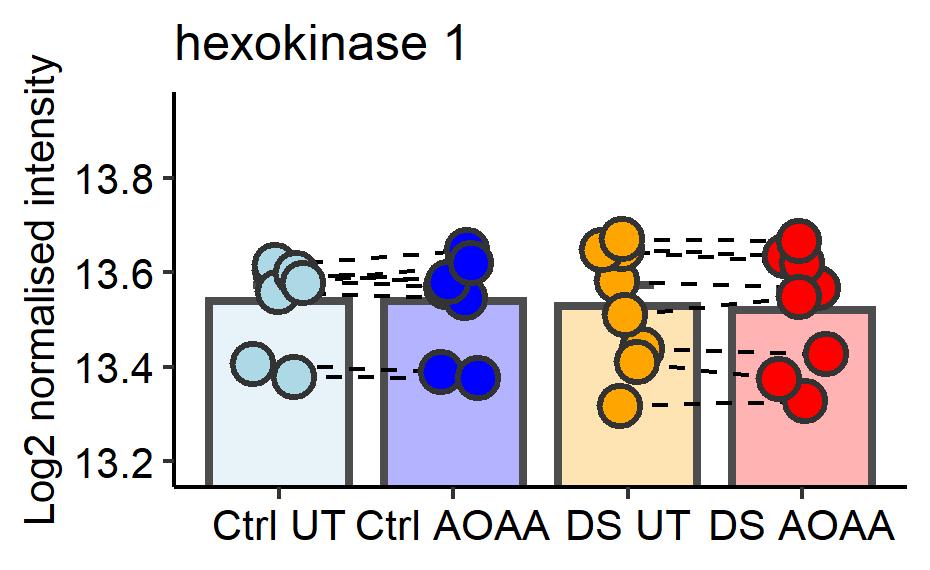 hexokinase 1
Log2 normalised intensity
13.8
13.6
13.4
13.2
Ctrl UT Ctrl AOAA DS UT DS AOAA